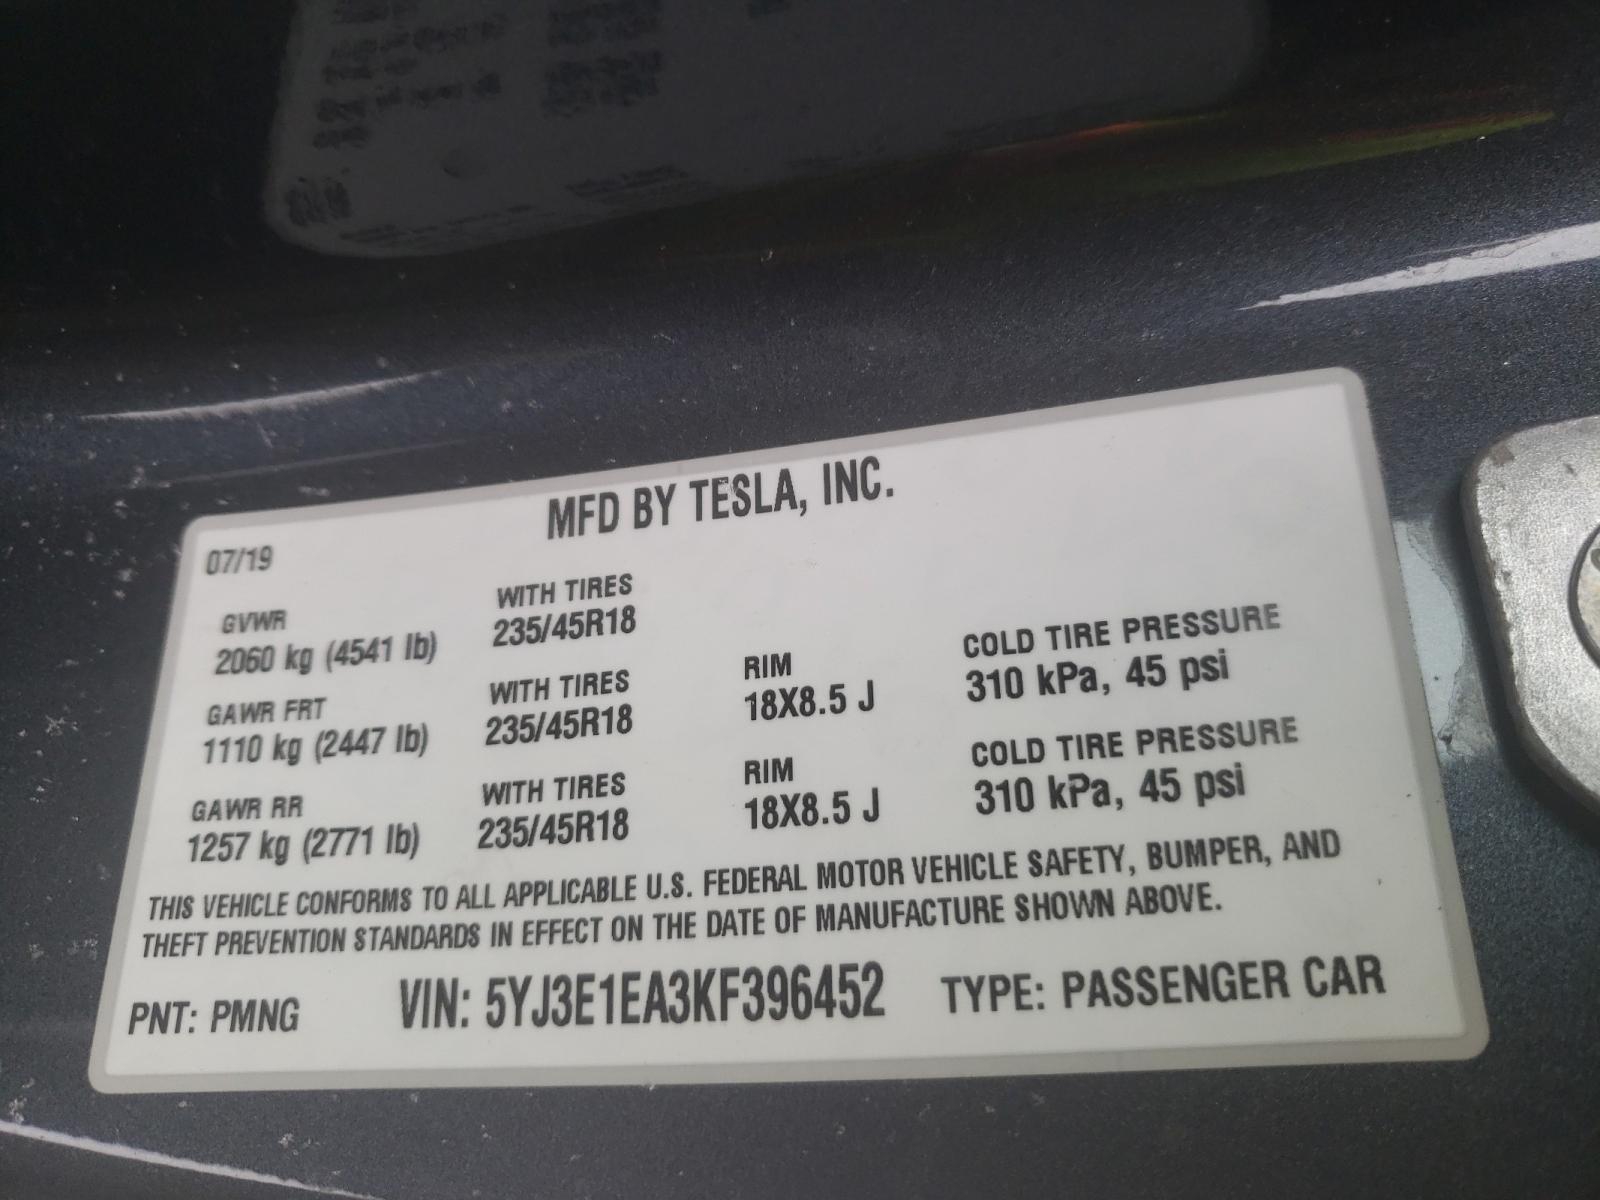 MFD BY TESLA, INC.
07/19
GVWR
2060 kg (4541 lb)
WITH TIRES
235/45R18
GAWR FRT
1110 kg (2447 lb)
WITH TIRES
235/45R18
RIM
18X8.5 J
COLD TIRE PRESSURE
310 kPa, 45 psi
GAWR RR
1257 kg (2771 lb)
WITH TIRES
235/45R18
RIM
18X8.5 J
COLD TIRE PRESSURE
310 kPa, 45 psi
THIS VEHICLE CONFORMS TO ALL APPLICABLE U.S. FEDERAL MOTOR VEHICLE SAFETY, BUMPER, AND
THEFT PREVENTION STANDARDS IN EFFECT ON THE DATE OF MANUFACTURE SHOWN ABOVE.
PNT: PMNG VIN: 5YJ3E1EA3KF396452 TYPE: PASSENGER CAR